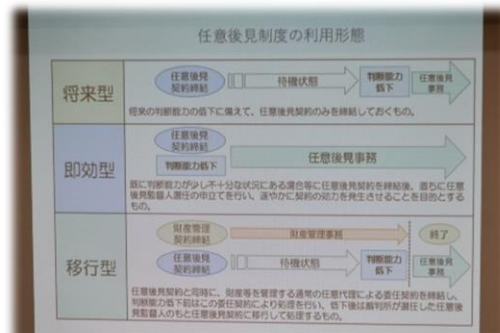 任意後見制度の利用形態
将来型
任意後見
契約締結
待機状態
判断能力
低下
任意後見
事務
将来の判断能力の低下に備えて、任意後見契約のみを締結しておくもの。
即効型
任意後見
契約締結
判断能力低下
任意後見事務
既に判断能力が少し不十分な状況にある場合等に任意後見契約を締結後、直ちに任意
後見監督人選任の申立てを行い、速やかに契約の効力を発生させることを目的とする
もの。
移行型
財産管理
契約締結
財産管理事務
終了
任意後見
契約締結
待機状態
判断能力
低下
任意後見
事務
任意後見契約と同時に、財産等を管理する通常の任意代理による委任契約を締結し、
判断能力低下前はこの委任契約により処理を行い、低下後は裁判所が選任した任意後
見監督人のもと任意後見契約に移行して処理するもの。